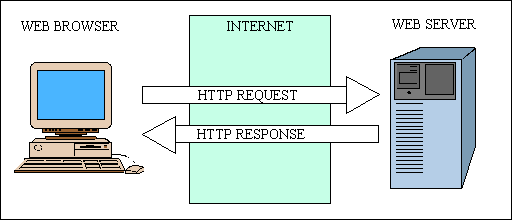 WEB BROWSER
INTERNET
WEB SERVER
HTTP REQUEST
HTTP RESPONSE